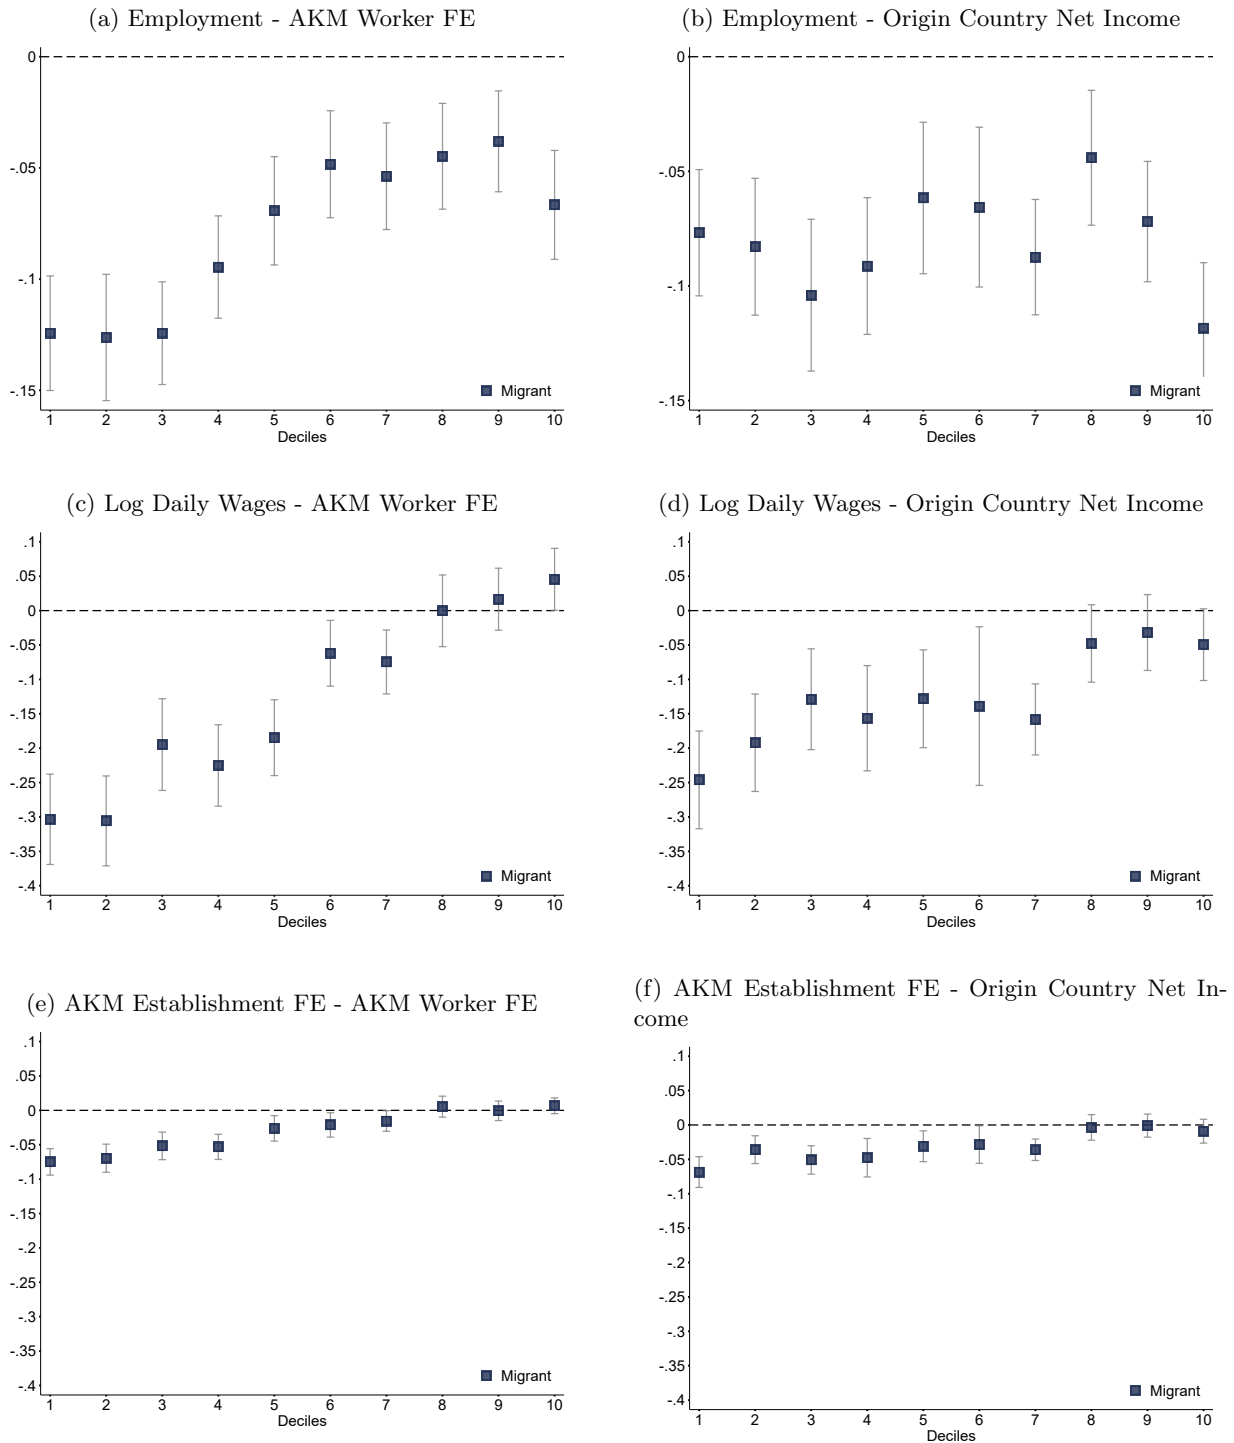 (a) Employment - AKM Worker FE
0
-.05
-.1
-.15
1 2 3 4 5 6 7 8 9 10
Deciles
Migrant
(b) Employment - Origin Country Net Income
0
-.05
-.1
-.15
1 2 3 4 5 6 7 8 9 10
Deciles
Migrant
(c) Log Daily Wages - AKM Worker FE
.1
.05
0
-.05
-.1
-.15
-.2
-.25
-.3
-.35
-.4
1 2 3 4 5 6 7 8 9 10
Deciles
Migrant
(d) Log Daily Wages - Origin Country Net Income
.1
.05
0
-.05
-.1
-.15
-.2
-.25
-.3
-.35
-.4
1 2 3 4 5 6 7 8 9 10
Deciles
Migrant
(e) AKM Establishment FE - AKM Worker FE
.1
.05
0
-.05
-.1
-.15
-.2
-.25
-.3
-.35
-.4
1 2 3 4 5 6 7 8 9 10
Deciles
Migrant
(f) AKM Establishment FE - Origin Country Net In-
come
.1
.05
0
-.05
-.1
-.15
-.2
-.25
-.3
-.35
-.4
1 2 3 4 5 6 7 8 9 10
Deciles
Migrant